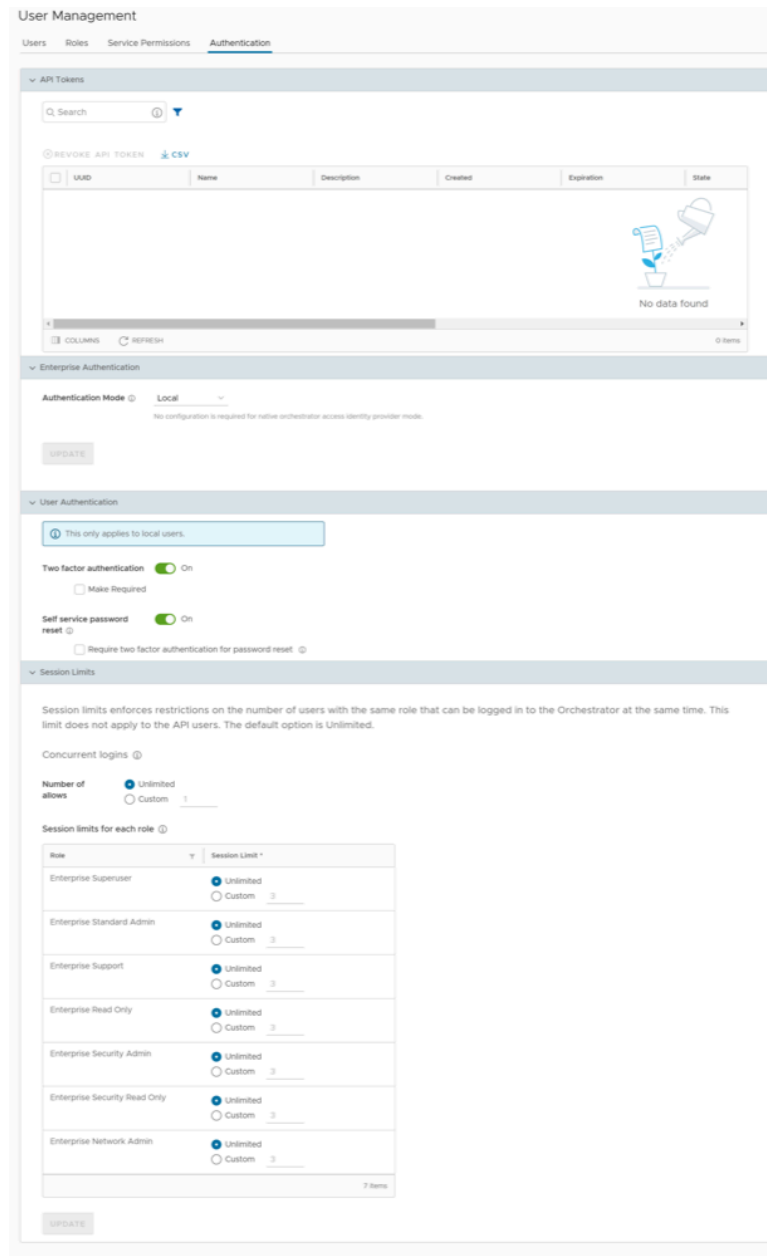 User Management
Users Roles Service Permissions Authentication
API Tokens
Search
REVOKE API TOKEN CSV
UUID Name Description Created Expiration State
No data found
COLUMNS REFRESH 0 items
Enterprise Authentication
Authentication Mode Local
No configuration is required for native orchestrator access identity provider mode.
UPDATE
User Authentication
This only applies to local users.
Two factor authentication On
Make Required
Self service password On
reset
Require two factor authentication for password reset
Session Limits
Session limits enforces restrictions on the number of users with the same role that can be logged in to the Orchestrator at the same time. This
limit does not apply to the API users. The default option is Unlimited.
Concurrent logins
Number of Unlimited
allows Custom 1
Session limits for each role
Role Session Limit *
Enterprise Superuser Unlimited
Custom 3
Enterprise Standard Admin Unlimited
Custom 3
Enterprise Support Unlimited
Custom 3
Enterprise Read Only Unlimited
Custom 3
Enterprise Security Admin Unlimited
Custom 3
Enterprise Security Read Only Unlimited
Custom 3
Enterprise Network Admin Unlimited
Custom 3
7 items
UPDATE